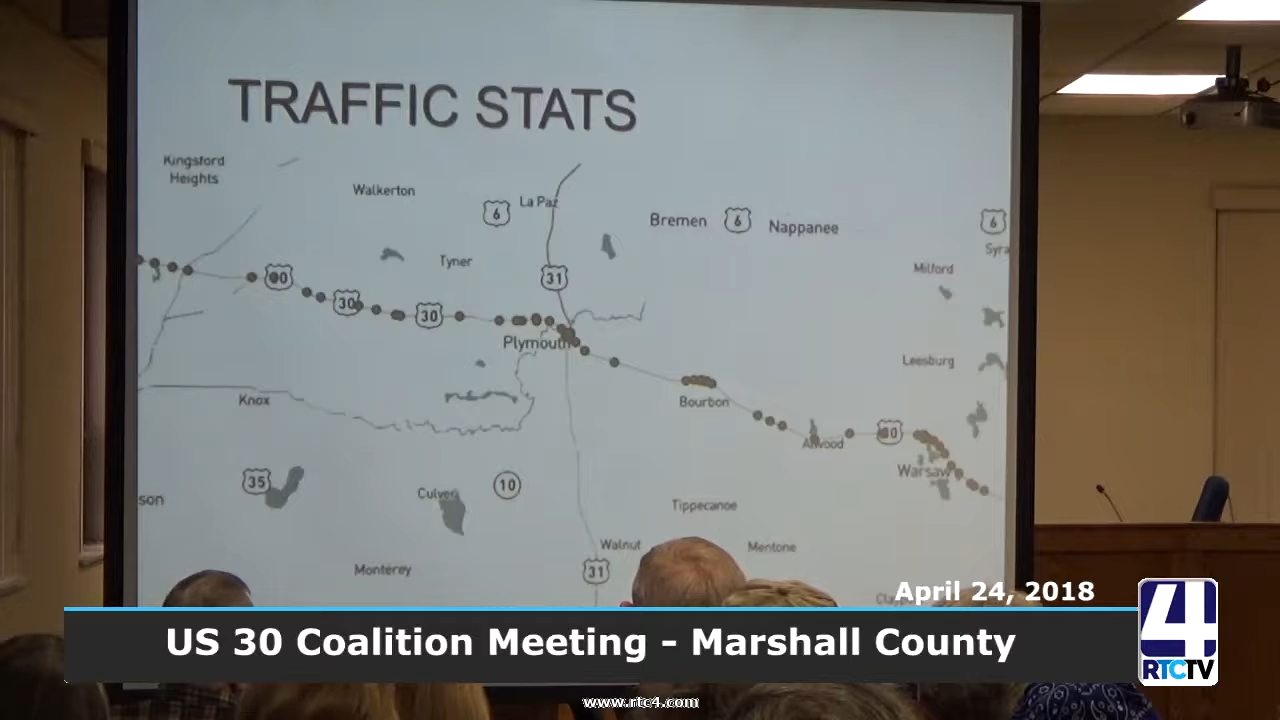 TRAFFIC STATS
Kingsford
Heights
Walkerton
6
La Paz
Bremen
6
Nappanee
6
Syra
Tyner
31
Milford
30
30
30
Plymouth
Leesburg
Knox
Bourbon
30
Atwood
Warsaw
35
10
Culver
son
Tippecanoe
Walnut
Mentone
Monterey
31
April 24, 2018
US 30 Coalition Meeting - Marshall County
4
RTCTV
www.rtc4.com